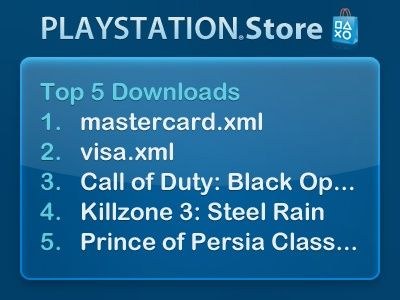 PLAYSTATION®Store
Top 5 Downloads
1. mastercard.xml
2. visa.xml
3. Call of Duty: Black Op...
4. Killzone 3: Steel Rain
5. Prince of Persia Class...